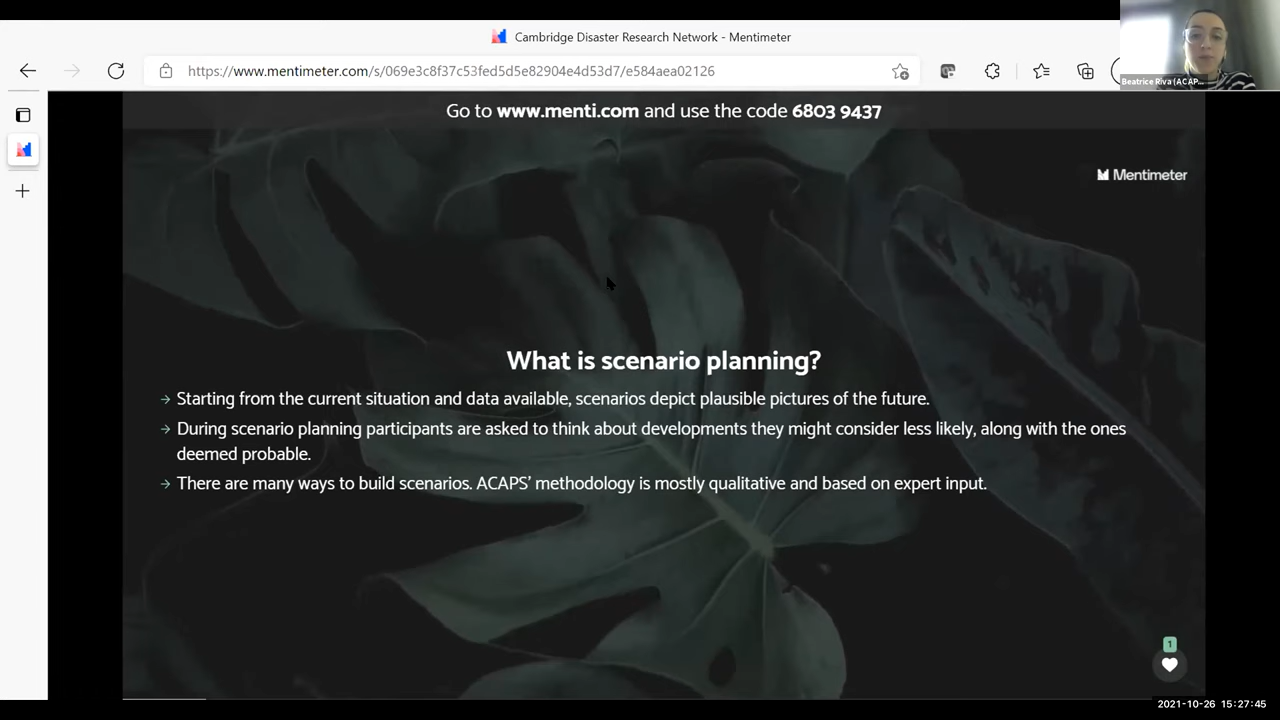 Cambridge Disaster Research Network - Mentimeter
https://www.mentimeter.com/s/069e3c8f37c53fed5d5e82904e4d53d7/e584aea02126
Beatrice Riva (ACAP...
Go to www.menti.com and use the code 6803 9437
Mentimeter
What is scenario planning?
→ Starting from the current situation and data available, scenarios depict plausible pictures of the future.
→ During scenario planning participants are asked to think about developments they might consider less likely, along with the ones
deemed probable.
→ There are many ways to build scenarios. ACAPS' methodology is mostly qualitative and based on expert input.
1
2021-10-26 15:27:45